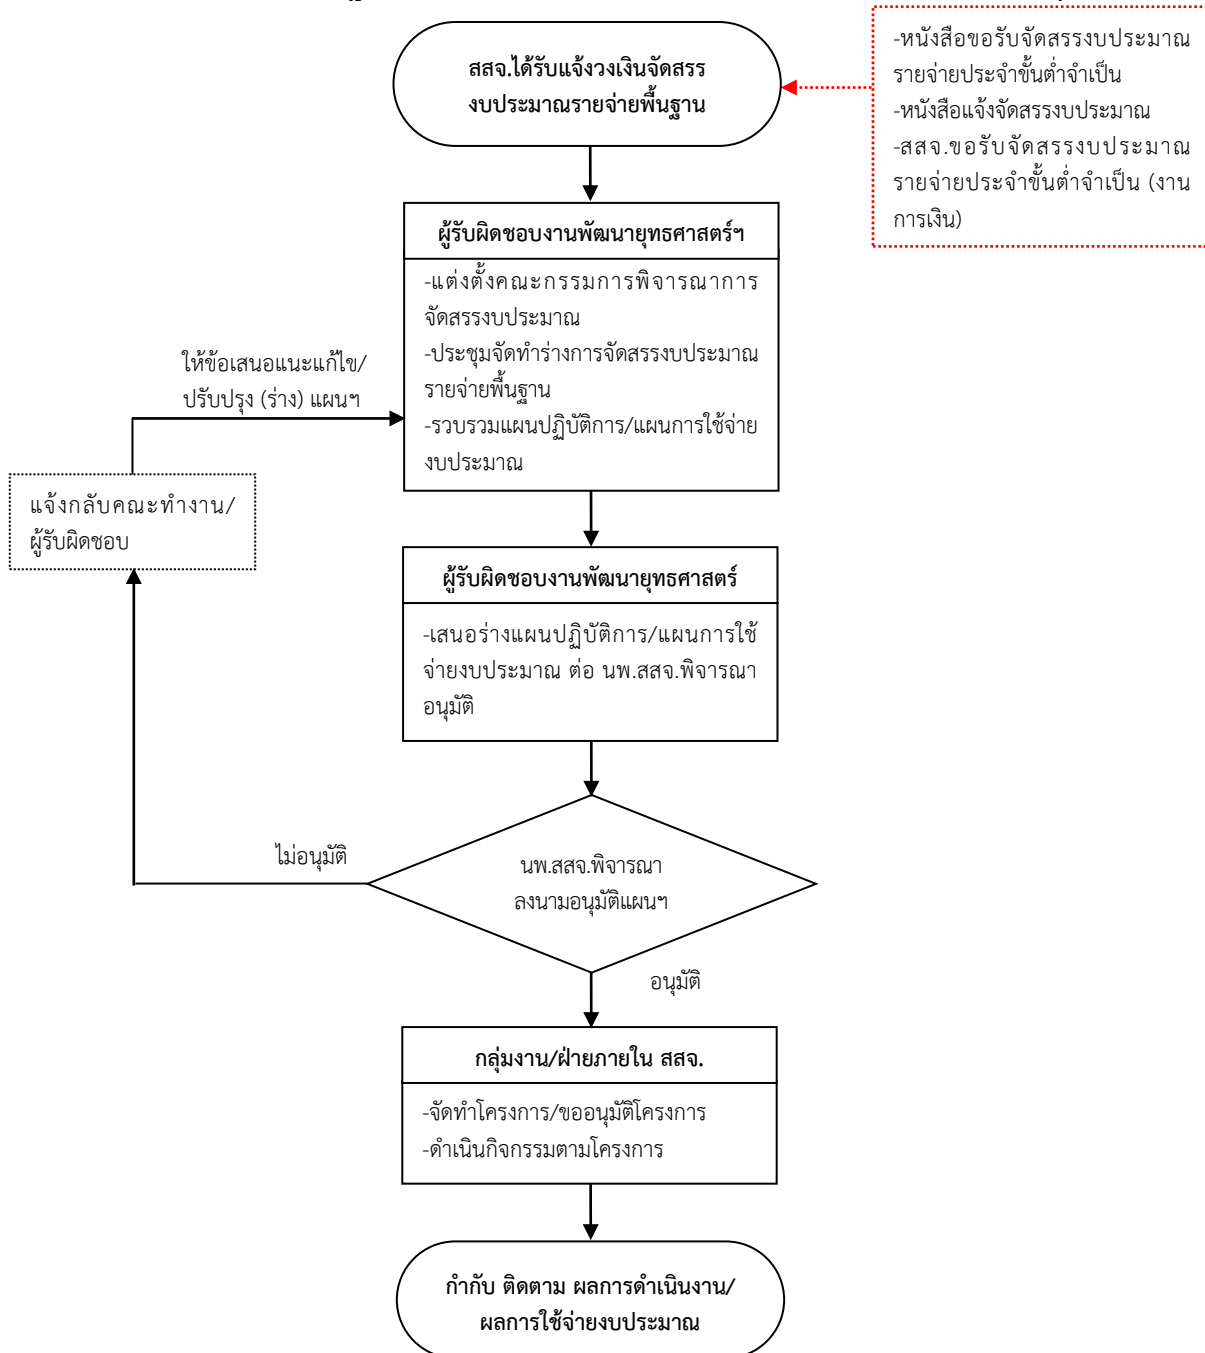 สสจ.ได้รับแจ้งวงเงินจัดสรร
งบประมาณรายจ่ายพื้นฐาน
-หนังสือขอรับจัดสรรงบประมาณ
รายจ่ายประจำขั้นต่ำจำเป็น
-หนังสือแจ้งจัดสรรงบประมาณ
-สสจ.ขอรับจัดสรรงบประมาณ
รายจ่ายประจำขั้นต่ำจำเป็น (งาน
การเงิน)
ผู้รับผิดชอบงานพัฒนายุทธศาสตร์ฯ
-แต่งตั้งคณะกรรมการพิจารณาการ
จัดสรรงบประมาณ
-ประชุมจัดทำร่างการจัดสรรงบประมาณ
รายจ่ายพื้นฐาน
-รวบรวมแผนปฏิบัติการ/แผนการใช้จ่าย
งบประมาณ
ให้ข้อเสนอแนะแก้ไข/
ปรับปรุง (ร่าง) แผนฯ
แจ้งกลับคณะทำงาน/
ผู้รับผิดชอบ
ผู้รับผิดชอบงานพัฒนายุทธศาสตร์
-เสนอร่างแผนปฏิบัติการ/แผนการใช้
จ่ายงบประมาณ ต่อ นพ.สสจ.พิจารณา
อนุมัติ
ไม่อนุมัติ
นพ.สสจ.พิจารณา
ลงนามอนุมัติแผนฯ
อนุมัติ
กลุ่มงาน/ฝ่ายภายใน สสจ.
-จัดทำโครงการ/ขออนุมัติโครงการ
-ดำเนินกิจกรรมตามโครงการ
กำกับ ติดตาม ผลการดำเนินงาน/
ผลการใช้จ่ายงบประมาณ